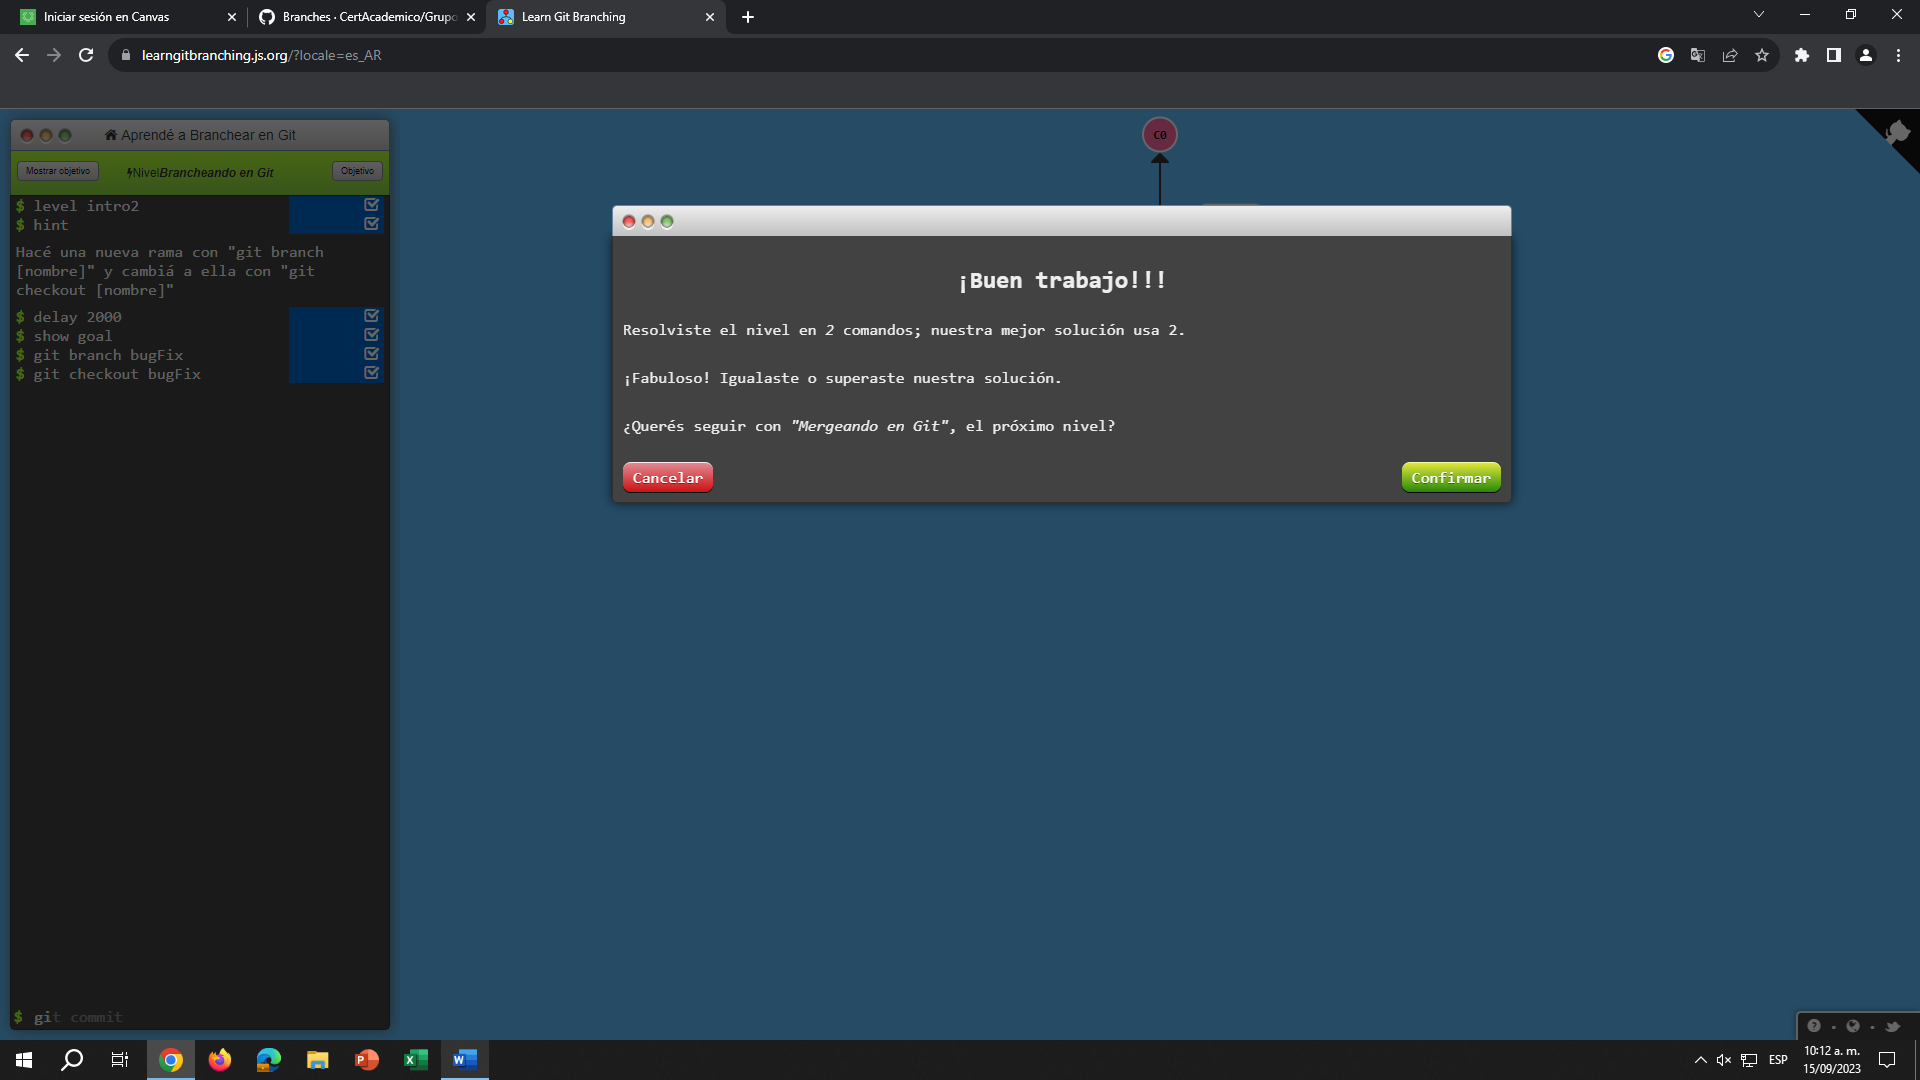 Iniciar sesión en Canvas
Branches · CertAcademico/Grupo
Learn Git Branching
learngitbranching.js.org/?locale=es_AR
Aprendé a Branchear en Git
Mostrar objetivo
NivelBrancheando en Git
Objetivo
$ level intro2
$ hint
Hacé una nueva rama con "git branch
[nombre]" y cambiá a ella con "git
checkout [nombre]"
$ delay 2000
$ show goal
$ git branch bugFix
$ git checkout bugFix
C0
¡Buen trabajo!!!
Resolviste el nivel en 2 comandos; nuestra mejor solución usa 2.
¡Fabuloso! Igualaste o superaste nuestra solución.
¿Querés seguir con "Mergeando en Git", el próximo nivel?
Cancelar
Confirmar
$ git commit
ESP
10:12 a. m.
15/09/2023